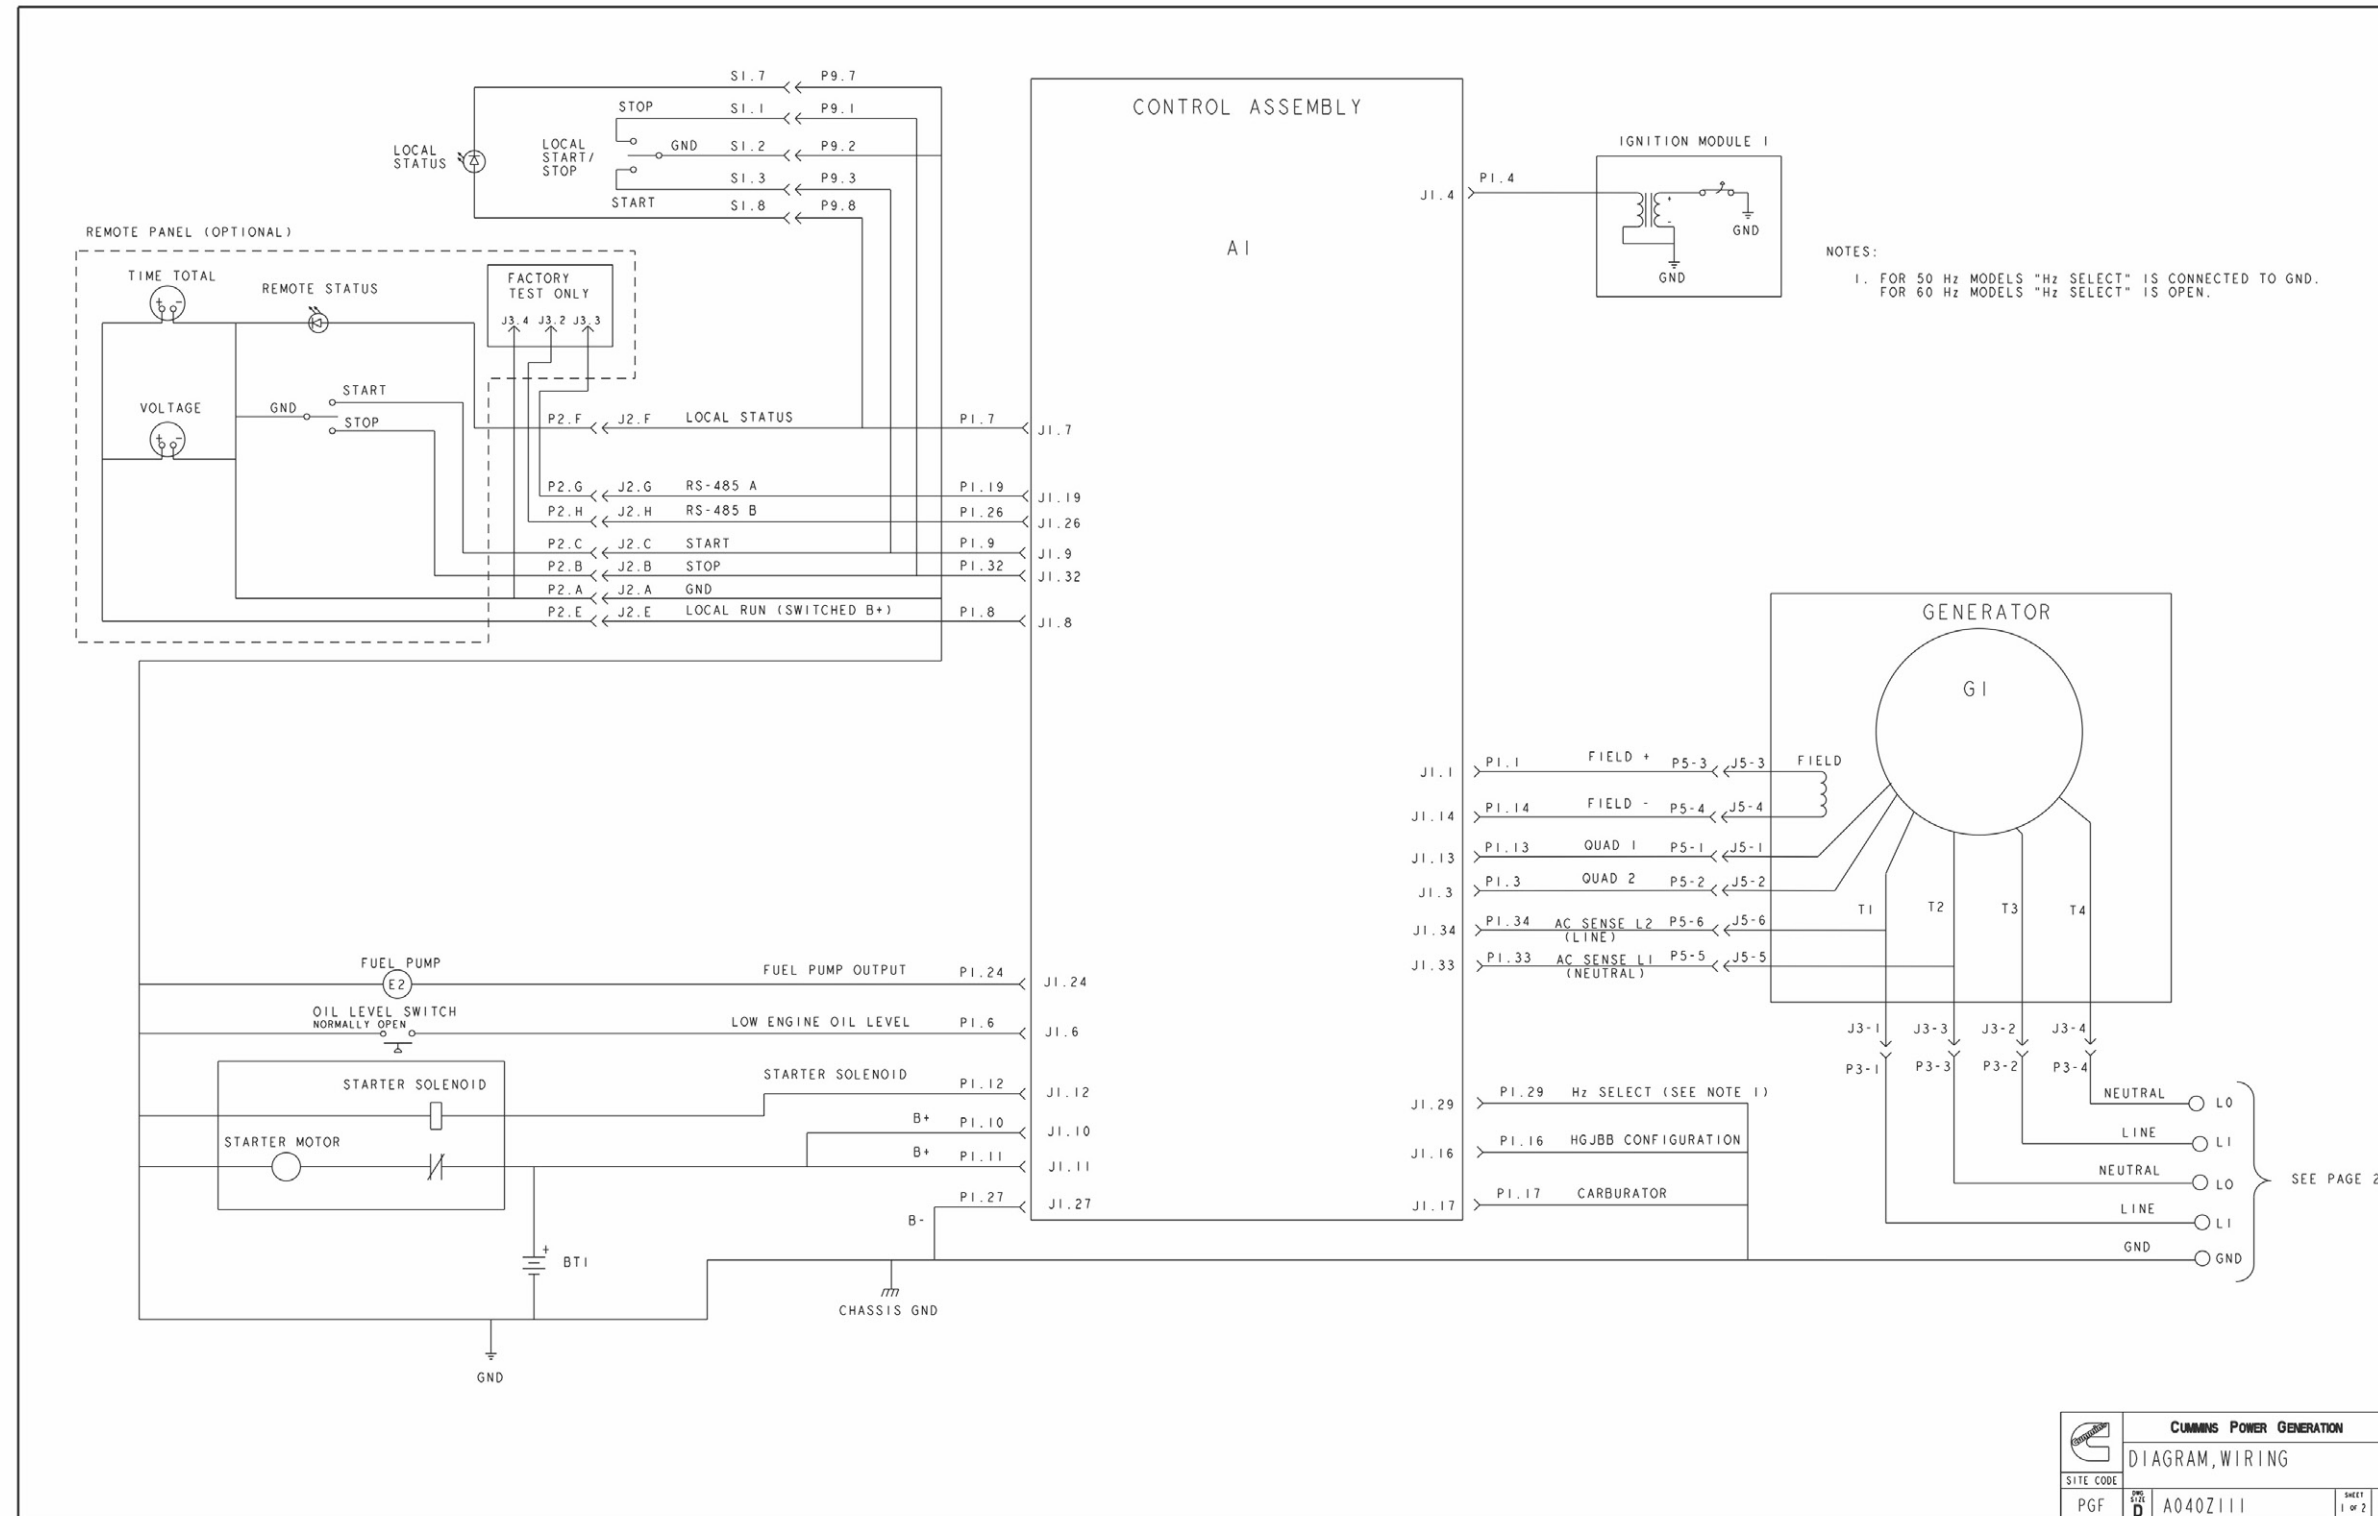 S1.7 P9.7
STOP S1.1 P9.1
LOCAL STATUS
LOCAL START/ STOP
GND S1.2 P9.2
S1.3 P9.3
START S1.8 P9.8
REMOTE PANEL (OPTIONAL)
TIME TOTAL
+ -
REMOTE STATUS
FACTORY
TEST ONLY
J3.4 J3.2 J3.3
START
VOLTAGE
+ -
GND
STOP
P2.F J2.F LOCAL STATUS P1.7 J1.7
P2.G J2.G RS-485 A P1.19 J1.19
P2.H J2.H RS-485 B P1.26 J1.26
P2.C J2.C START P1.9 J1.9
P2.B J2.B STOP P1.32 J1.32
P2.A J2.A GND
P2.E J2.E LOCAL RUN (SWITCHED B+) P1.8 J1.8
CONTROL ASSEMBLY
A1
J1.4 P1.4
IGNITION MODULE 1
+
-
GND
GND
NOTES:
1. FOR 50 Hz MODELS "Hz SELECT" IS CONNECTED TO GND.
FOR 60 Hz MODELS "Hz SELECT" IS OPEN.
GENERATOR
G1
J1.1 P1.1 FIELD + P5-3 J5-3 FIELD
J1.14 P1.14 FIELD - P5-4 J5-4
J1.13 P1.13 QUAD 1 P5-1 J5-1
J1.3 P1.3 QUAD 2 P5-2 J5-2
J1.34 P1.34 AC SENSE L2 P5-6 J5-6
(LINE)
J1.33 P1.33 AC SENSE L1 P5-5 J5-5
(NEUTRAL)
T1 T2 T3 T4
J3-1 J3-3 J3-2 J3-4
P3-1 P3-3 P3-2 P3-4
NEUTRAL L0
LINE L1
NEUTRAL L0
LINE L1
GND GND
SEE PAGE 2
FUEL PUMP
E2
FUEL PUMP OUTPUT P1.24 J1.24
OIL LEVEL SWITCH
NORMALLY OPEN
LOW ENGINE OIL LEVEL P1.6 J1.6
STARTER SOLENOID
STARTER SOLENOID P1.12 J1.12
B+ P1.10 J1.10
STARTER MOTOR
B+ P1.11 J1.11
P1.27 J1.27
B-
+
BT1
CHASSIS GND
GND
J1.29 P1.29 Hz SELECT (SEE NOTE 1)
J1.16 P1.16 HGJBB CONFIGURATION
J1.17 P1.17 CARBURATOR
Cummins
CUMMINS POWER GENERATION
DIAGRAM,WIRING
SITE CODE
PGF
DWG SIZE
D
A040Z111
SHEET
1 OF 2